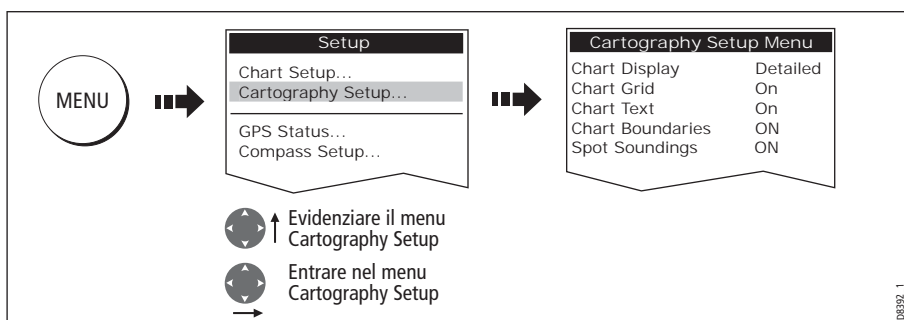 MENU
Setup
Chart Setup...
Cartography Setup...
GPS Status...
Compass Setup...
Evidenziare il menu
Cartography Setup
Entrare nel menu
Cartography Setup
Cartography Setup Menu
Chart Display Detailed
Chart Grid On
Chart Text On
Chart Boundaries ON
Spot Soundings ON
D8392_1